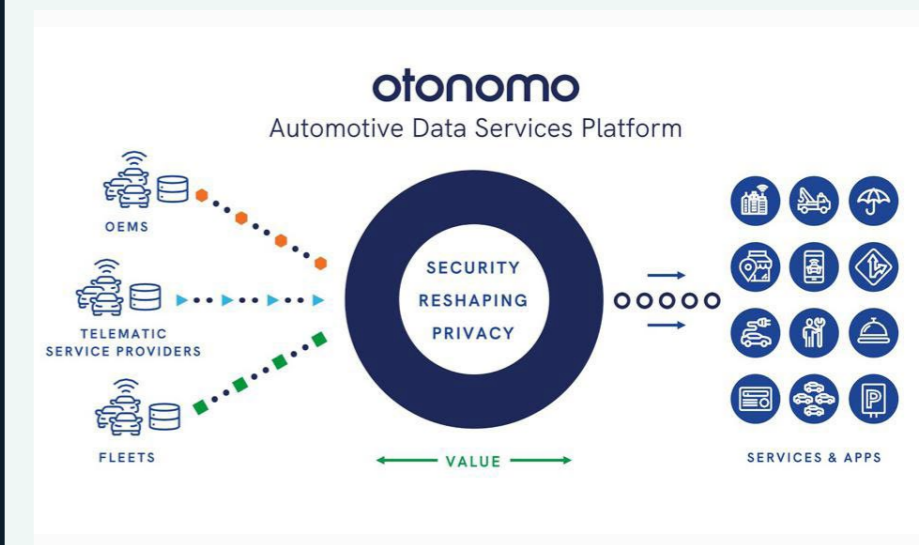 otonomo
Automotive Data Services Platform
OEMS
TELEMATIC
SERVICE PROVIDERS
FLEETS
SECURITY
RESHAPING
PRIVACY
VALUE
P
SERVICES & APPS